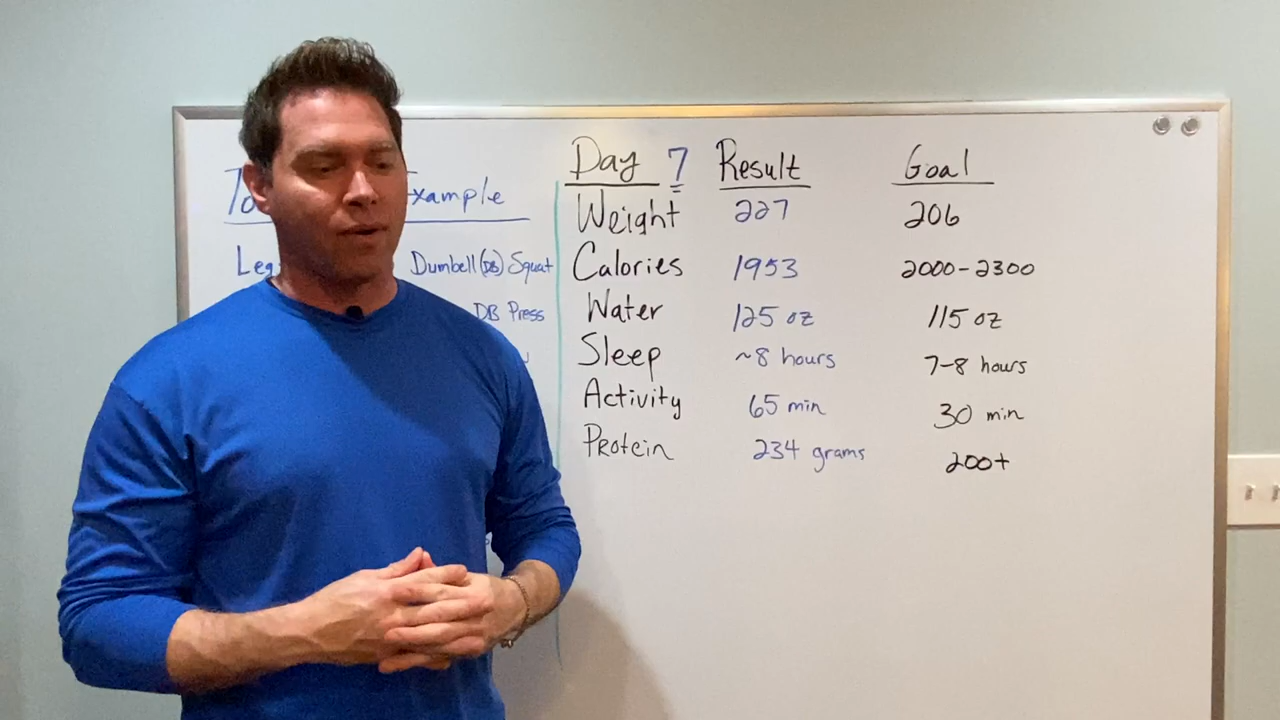 Example
Leg Dumbell (DB) Squat
DB Press
Day 7 Result Goal
Weight 227 206
Calories 1953 2000-2300
Water 125 oz 115 oz
Sleep ~8 hours 7-8 hours
Activity 65 min 30 min
Protein 234 grams 200+